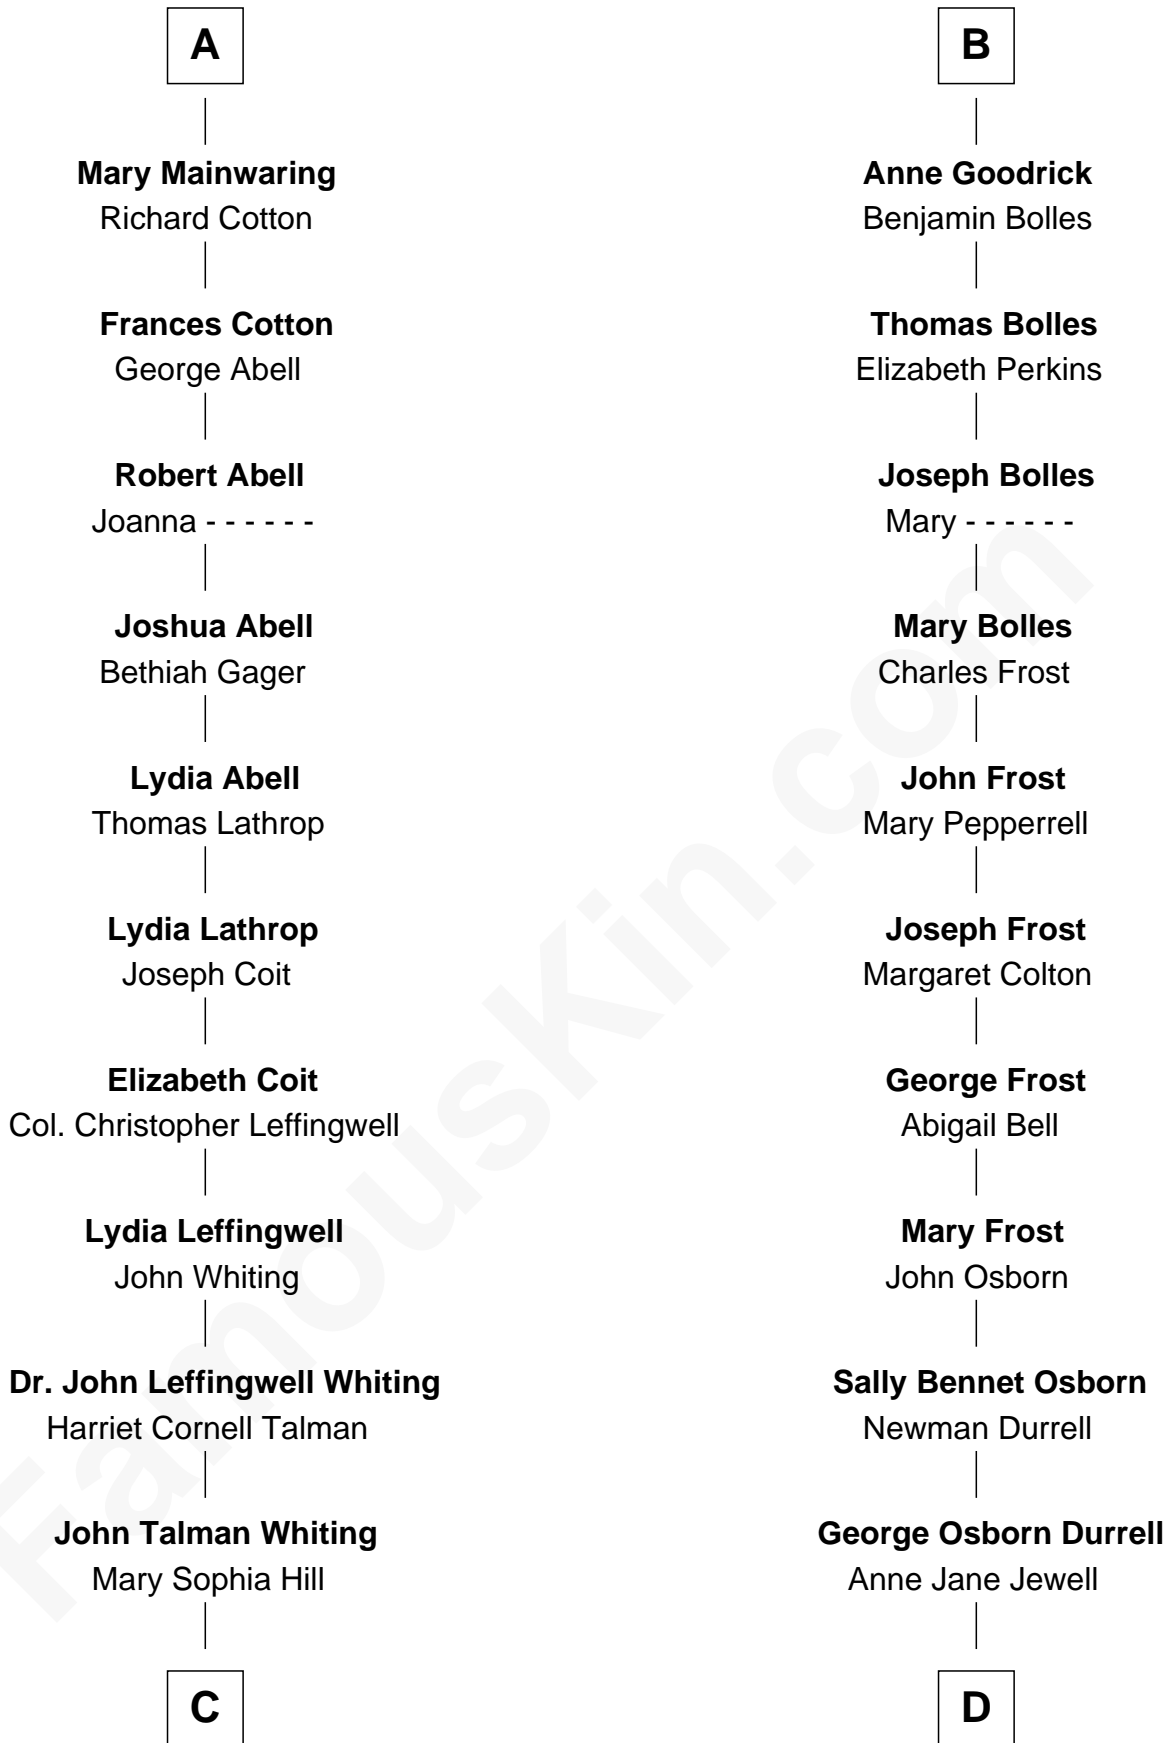 A
Mary Mainwaring
Richard Cotton
Frances Cotton
George Abell
Robert Abell
Joanna - - - - - -
Joshua Abell
Bethiah Gager
Lydia Abell
Thomas Lathrop
Lydia Lathrop
Joseph Coit
Elizabeth Coit
Col. Christopher Leffingwell
Lydia Leffingwell
John Whiting
Dr. John Leffingwell Whiting
Harriet Cornell Talman
John Talman Whiting
Mary Sophia Hill
C
B
Anne Goodrick
Benjamin Bolles
Thomas Bolles
Elizabeth Perkins
Joseph Bolles
Mary - - - - - -
Mary Bolles
Charles Frost
John Frost
Mary Pepperrell
Joseph Frost
Margaret Colton
George Frost
Abigail Bell
Mary Frost
John Osborn
Sally Bennet Osborn
Newman Durrell
George Osborn Durrell
Anne Jane Jewell
D
FamousKin.com